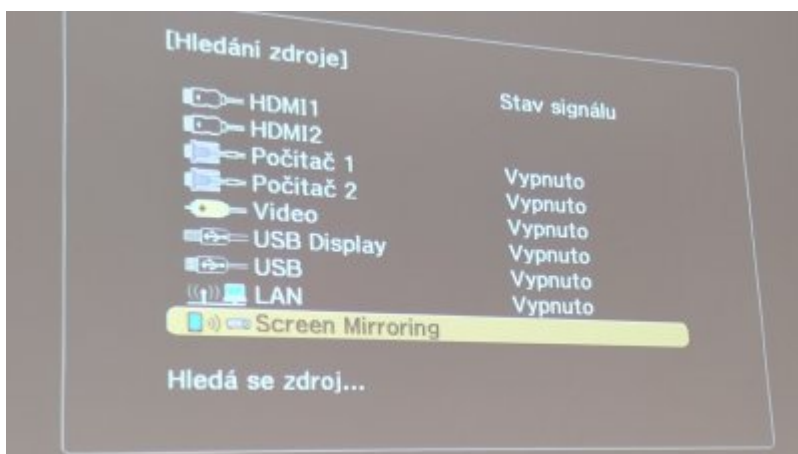 [Hledání zdroje]
Stav signálu
HDMI1
HDMI2
Počítač 1 Vypnuto
Počítač 2 Vypnuto
Video Vypnuto
USB Display Vypnuto
USB Vypnuto
LAN Vypnuto
Screen Mirroring
Hledá se zdroj...